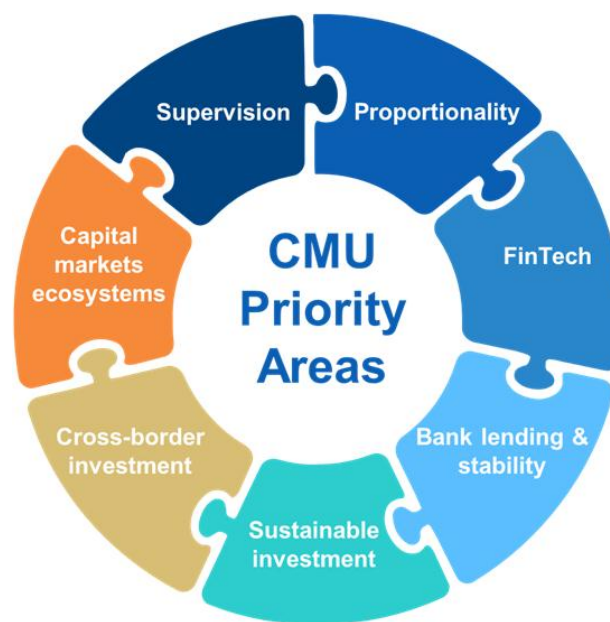 Supervision
Proportionality
Capital
markets
ecosystems
CMU
Priority
Areas
FinTech
Cross-border
investment
Bank lending &
stability
Sustainable
investment